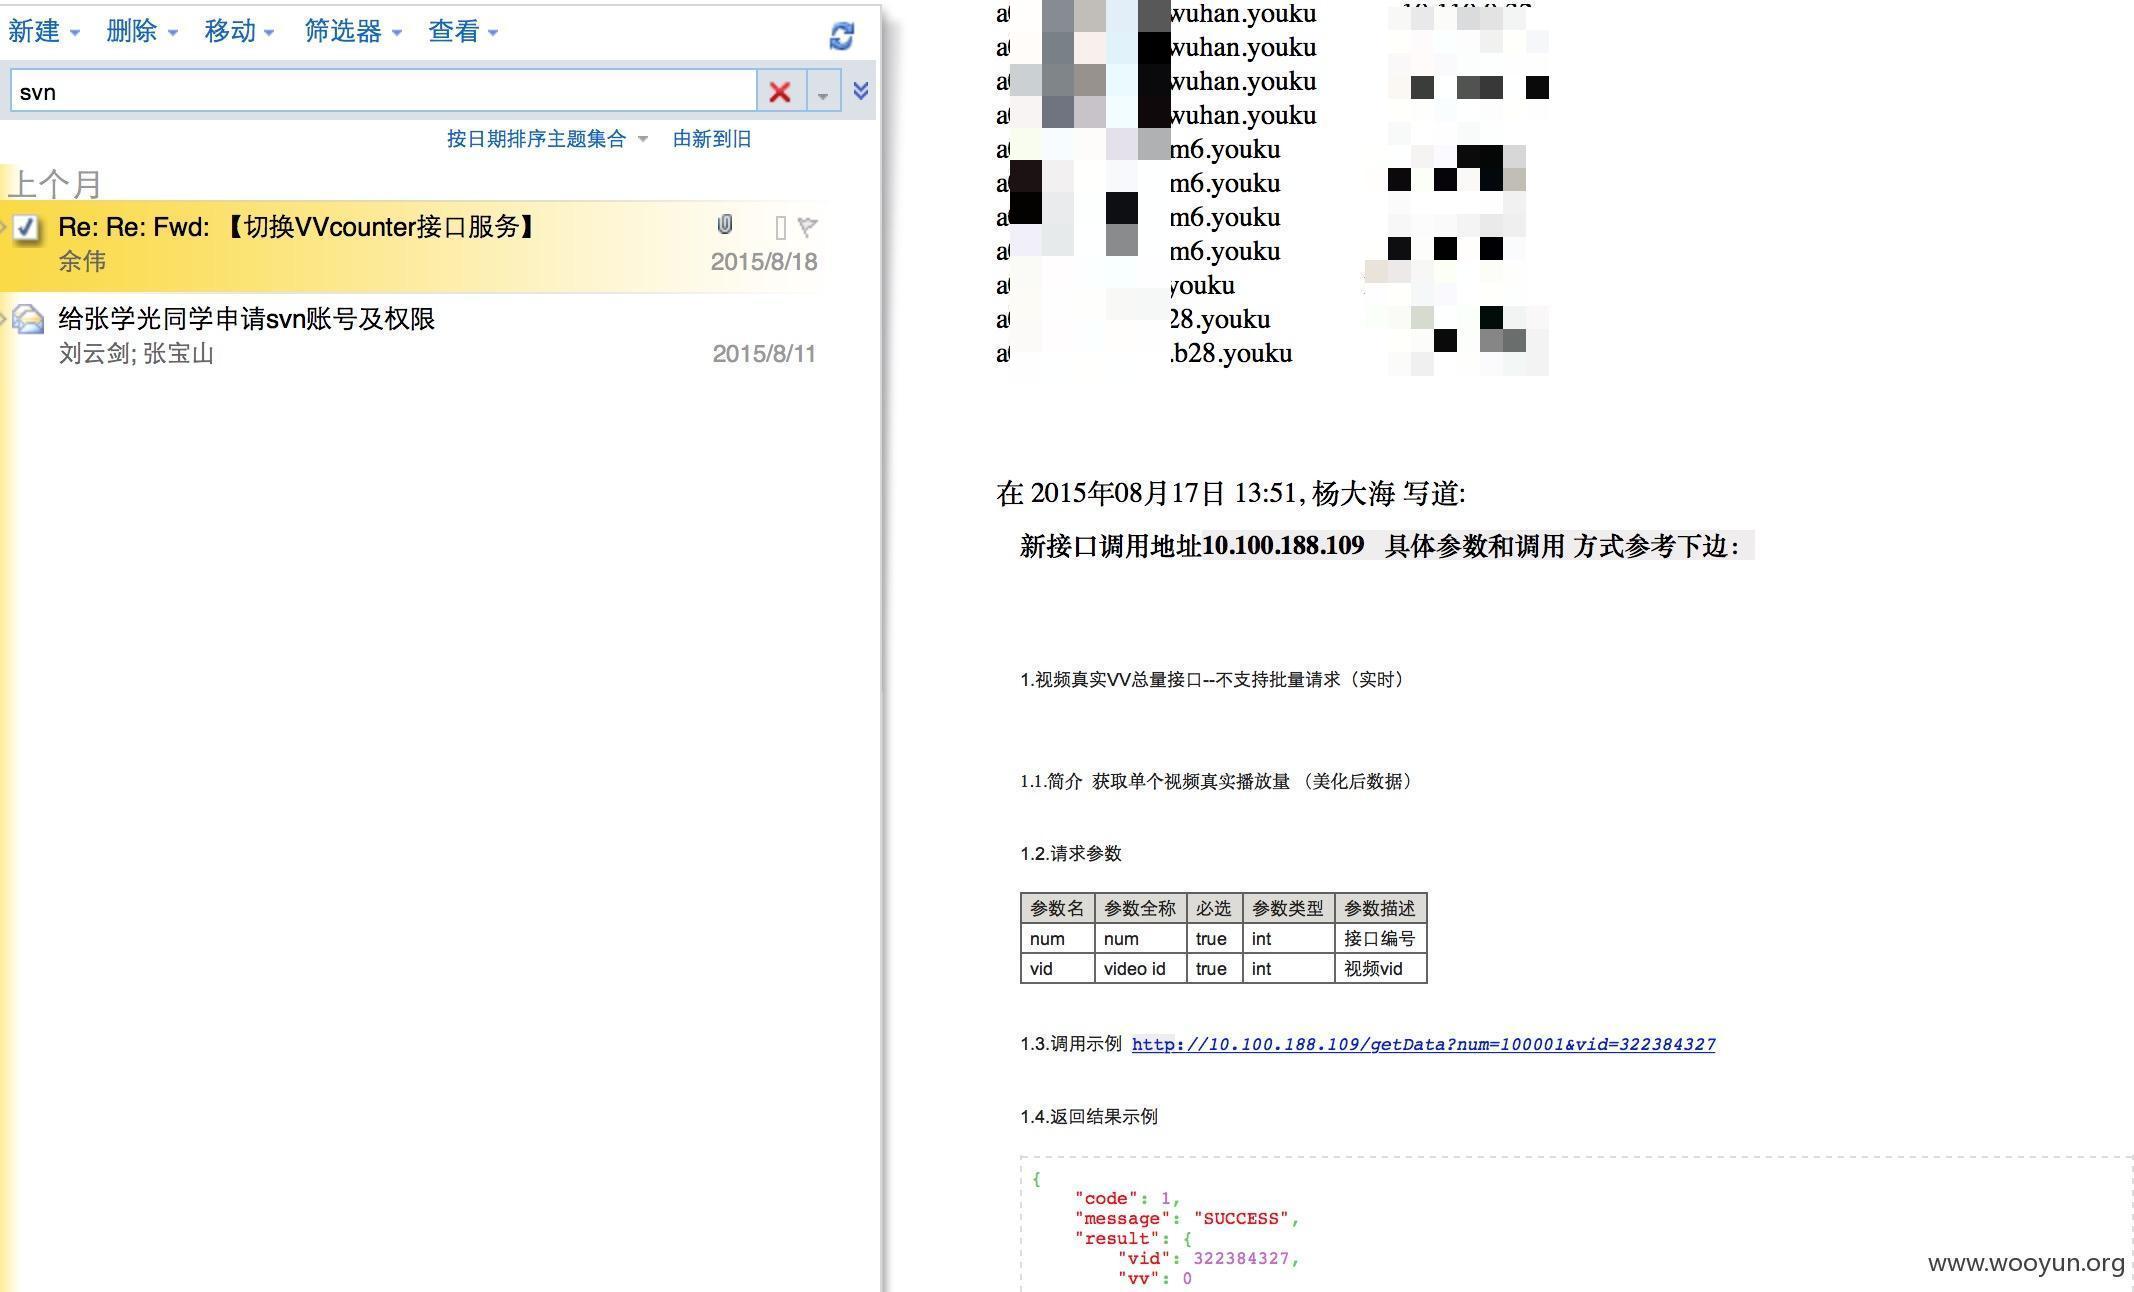 新建 删除 移动 筛选器 查看
svn
按日期排序主题集合 由新到旧
上个月
Re: Re: Fwd: 【切换VVcounter接口服务】
余伟 2015/8/18
给张学光同学申请svn账号及权限
刘云剑; 张宝山 2015/8/11
wuhan.youku
wuhan.youku
wuhan.youku
wuhan.youku
m6.youku
m6.youku
m6.youku
m6.youku
youku
28.youku
.b28.youku
在 2015年08月17日 13:51, 杨大海 写道:
新接口调用地址10.100.188.109 具体参数和调用 方式参考下边：
1.视频真实VV总量接口--不支持批量请求（实时）
1.1.简介 获取单个视频真实播放量 （美化后数据）
1.2.请求参数
参数名 参数全称 必选 参数类型 参数描述
num num true int 接口编号
vid video id true int 视频vid
1.3.调用示例 http://10.100.188.109/getData?num=100001&vid=322384327
1.4.返回结果示例
{
"code": 1,
"message": "SUCCESS",
"result": {
"vid": 322384327,
"vv": 0
www.wooyun.org